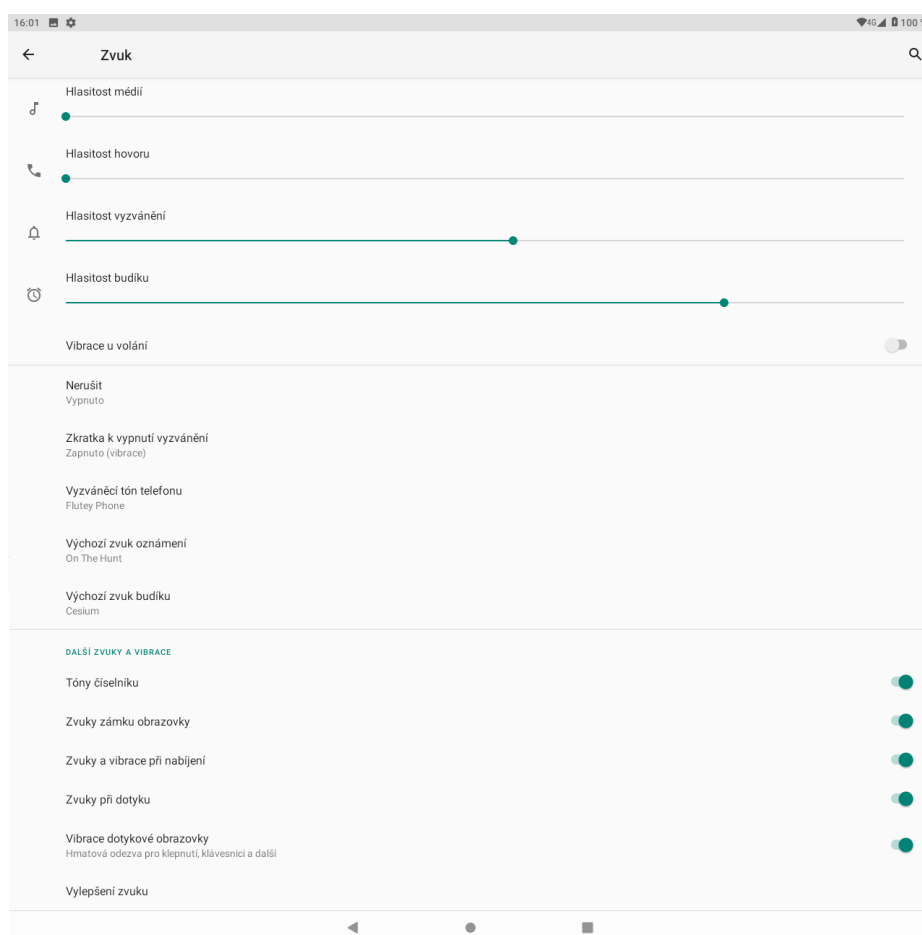 16:01 4G 100%
Zvuk
Hlasitost médií
Hlasitost hovoru
Hlasitost vyzvánění
Hlasitost budíku
Vibrace u volání
Nerušit
Vypnuto
Zkratka k vypnutí vyzvánění
Zapnuto (vibrace)
Vyzváněcí tón telefonu
Flutey Phone
Výchozí zvuk oznámení
On The Hunt
Výchozí zvuk budíku
Cesium
DALŠÍ ZVUKY A VIBRACE
Tóny číselníku
Zvuky zámku obrazovky
Zvuky a vibrace při nabíjení
Zvuky při dotyku
Vibrace dotykové obrazovky
Hmatová odezva pro klepnutí, klávesnici a další
Vylepšení zvuku